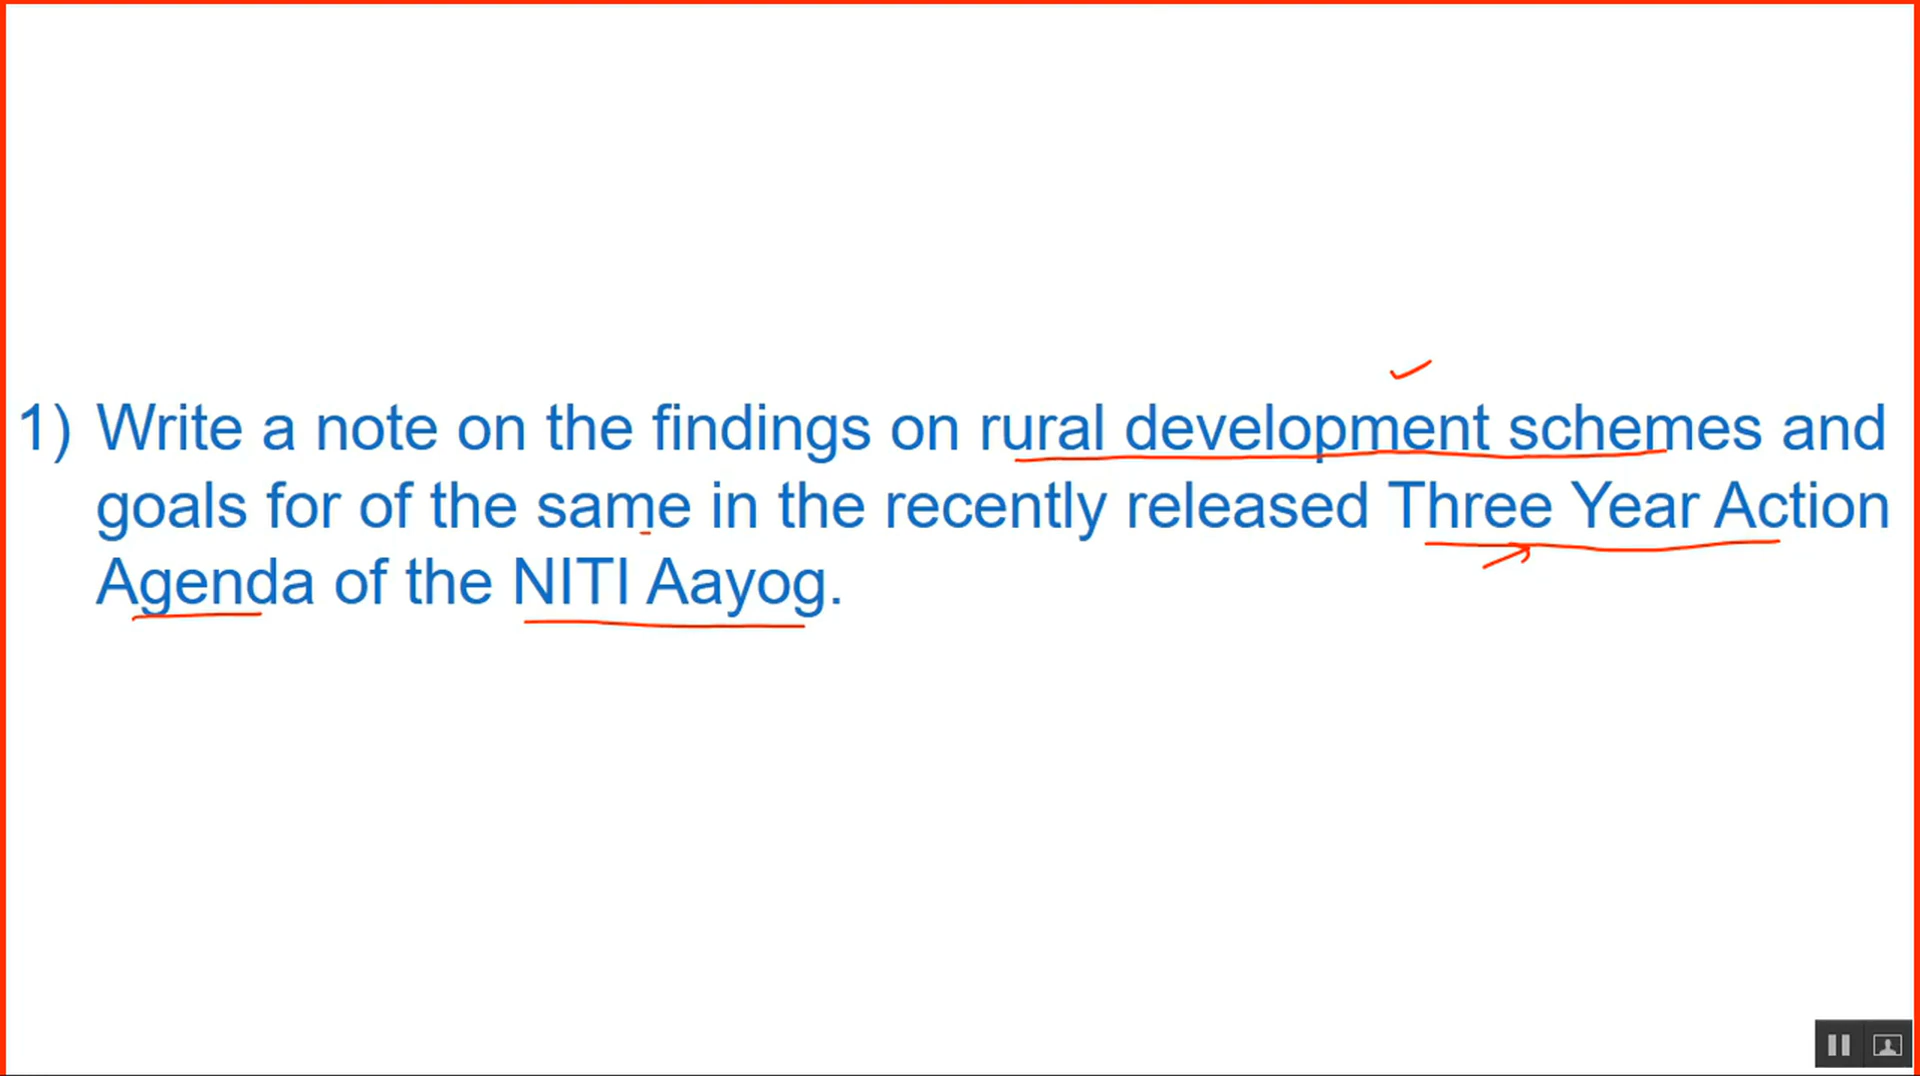 1) Write a note on the findings on rural development schemes and
goals for of the same in the recently released Three Year Action
Agenda of the NITI Aayog.